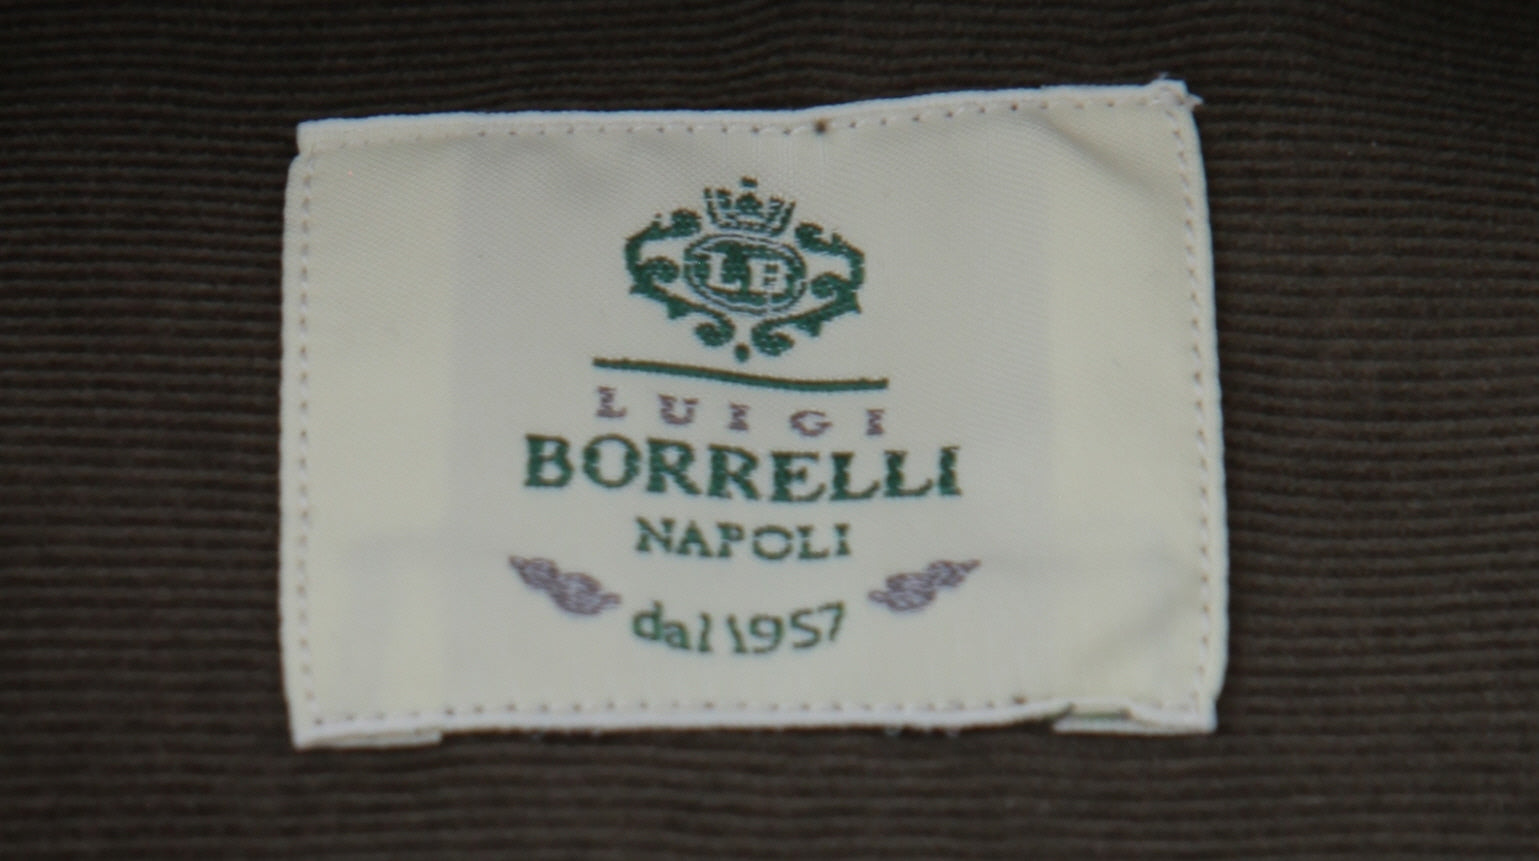 LB
LUIGI
BORRELLI
NAPOLI
dal 1957